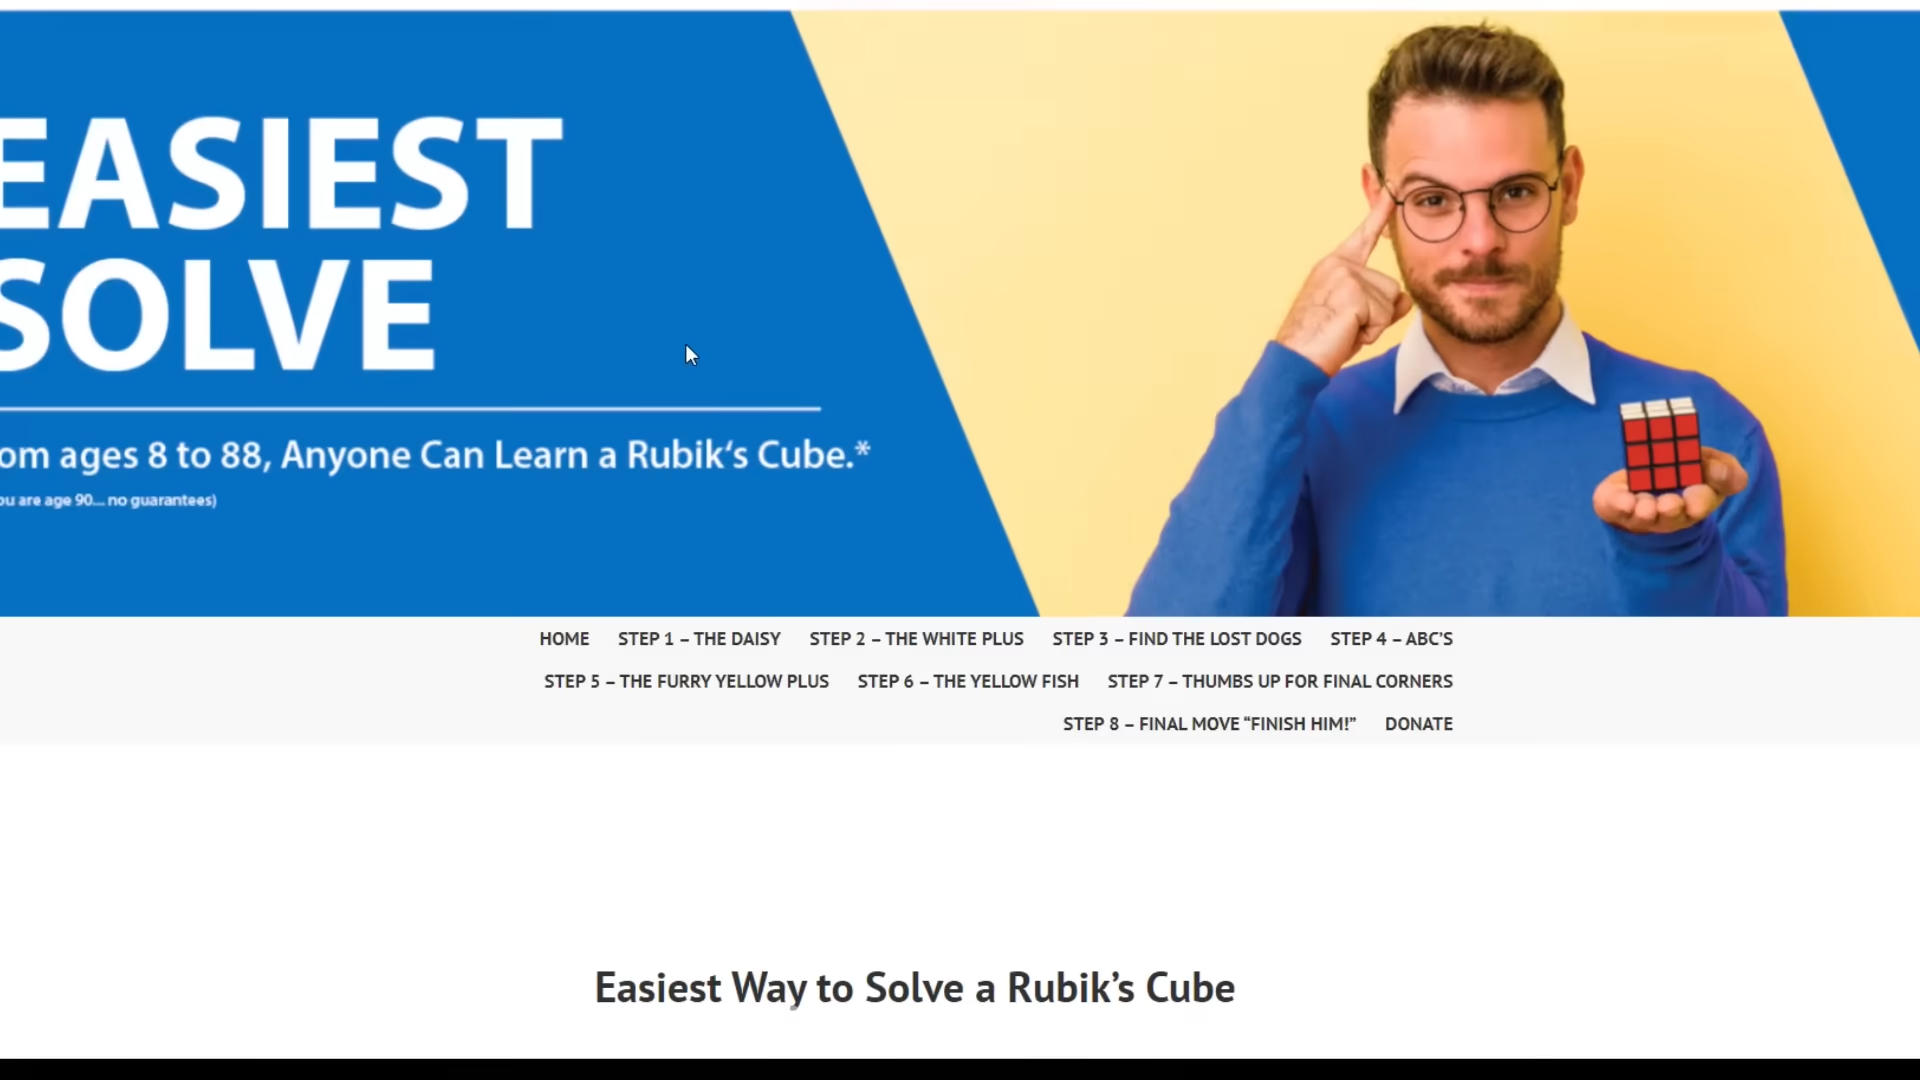 EASIEST
SOLVE
om ages 8 to 88, Anyone Can Learn a Rubik's Cube.*
ou are age 90... no guarantees)
HOME STEP 1 – THE DAISY STEP 2 – THE WHITE PLUS STEP 3 – FIND THE LOST DOGS STEP 4 – ABC’S
STEP 5 – THE FURRY YELLOW PLUS STEP 6 – THE YELLOW FISH STEP 7 – THUMBS UP FOR FINAL CORNERS
STEP 8 – FINAL MOVE “FINISH HIM!” DONATE
Easiest Way to Solve a Rubik’s Cube